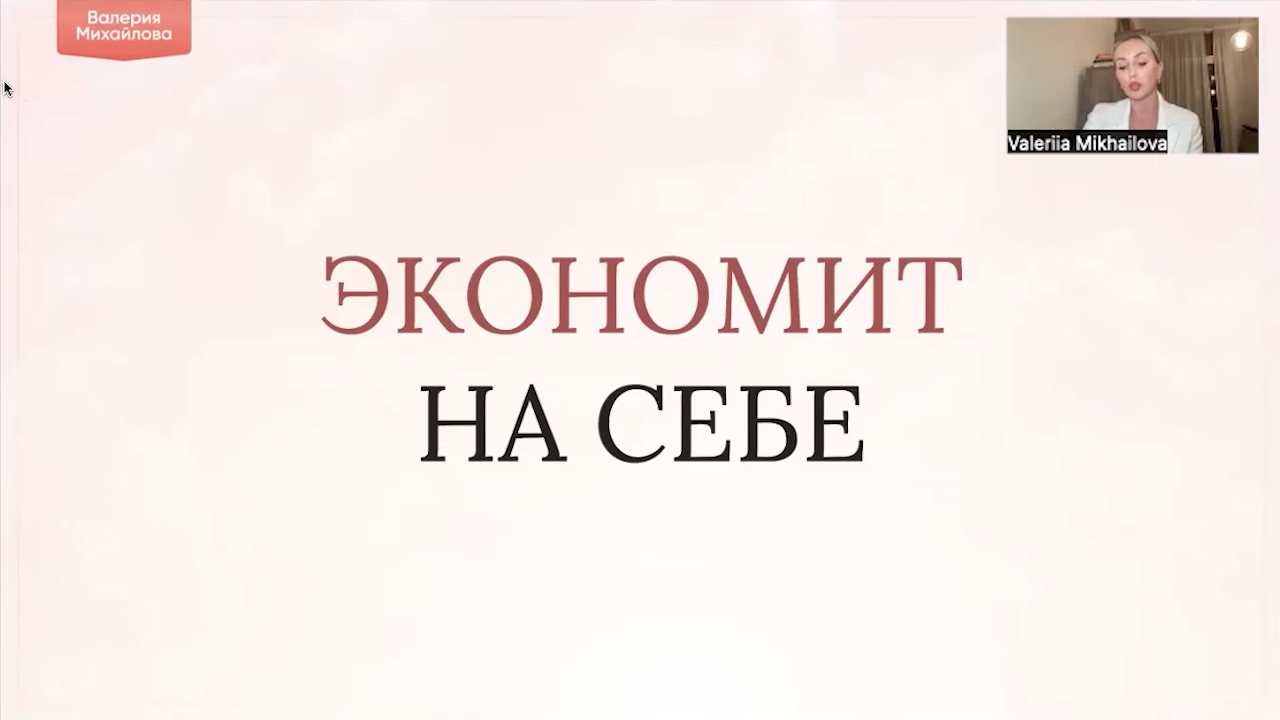 Валерия
Михайлова
Valeriia Mikhailova
ЭКОНОМИТ
НА СЕБЕ